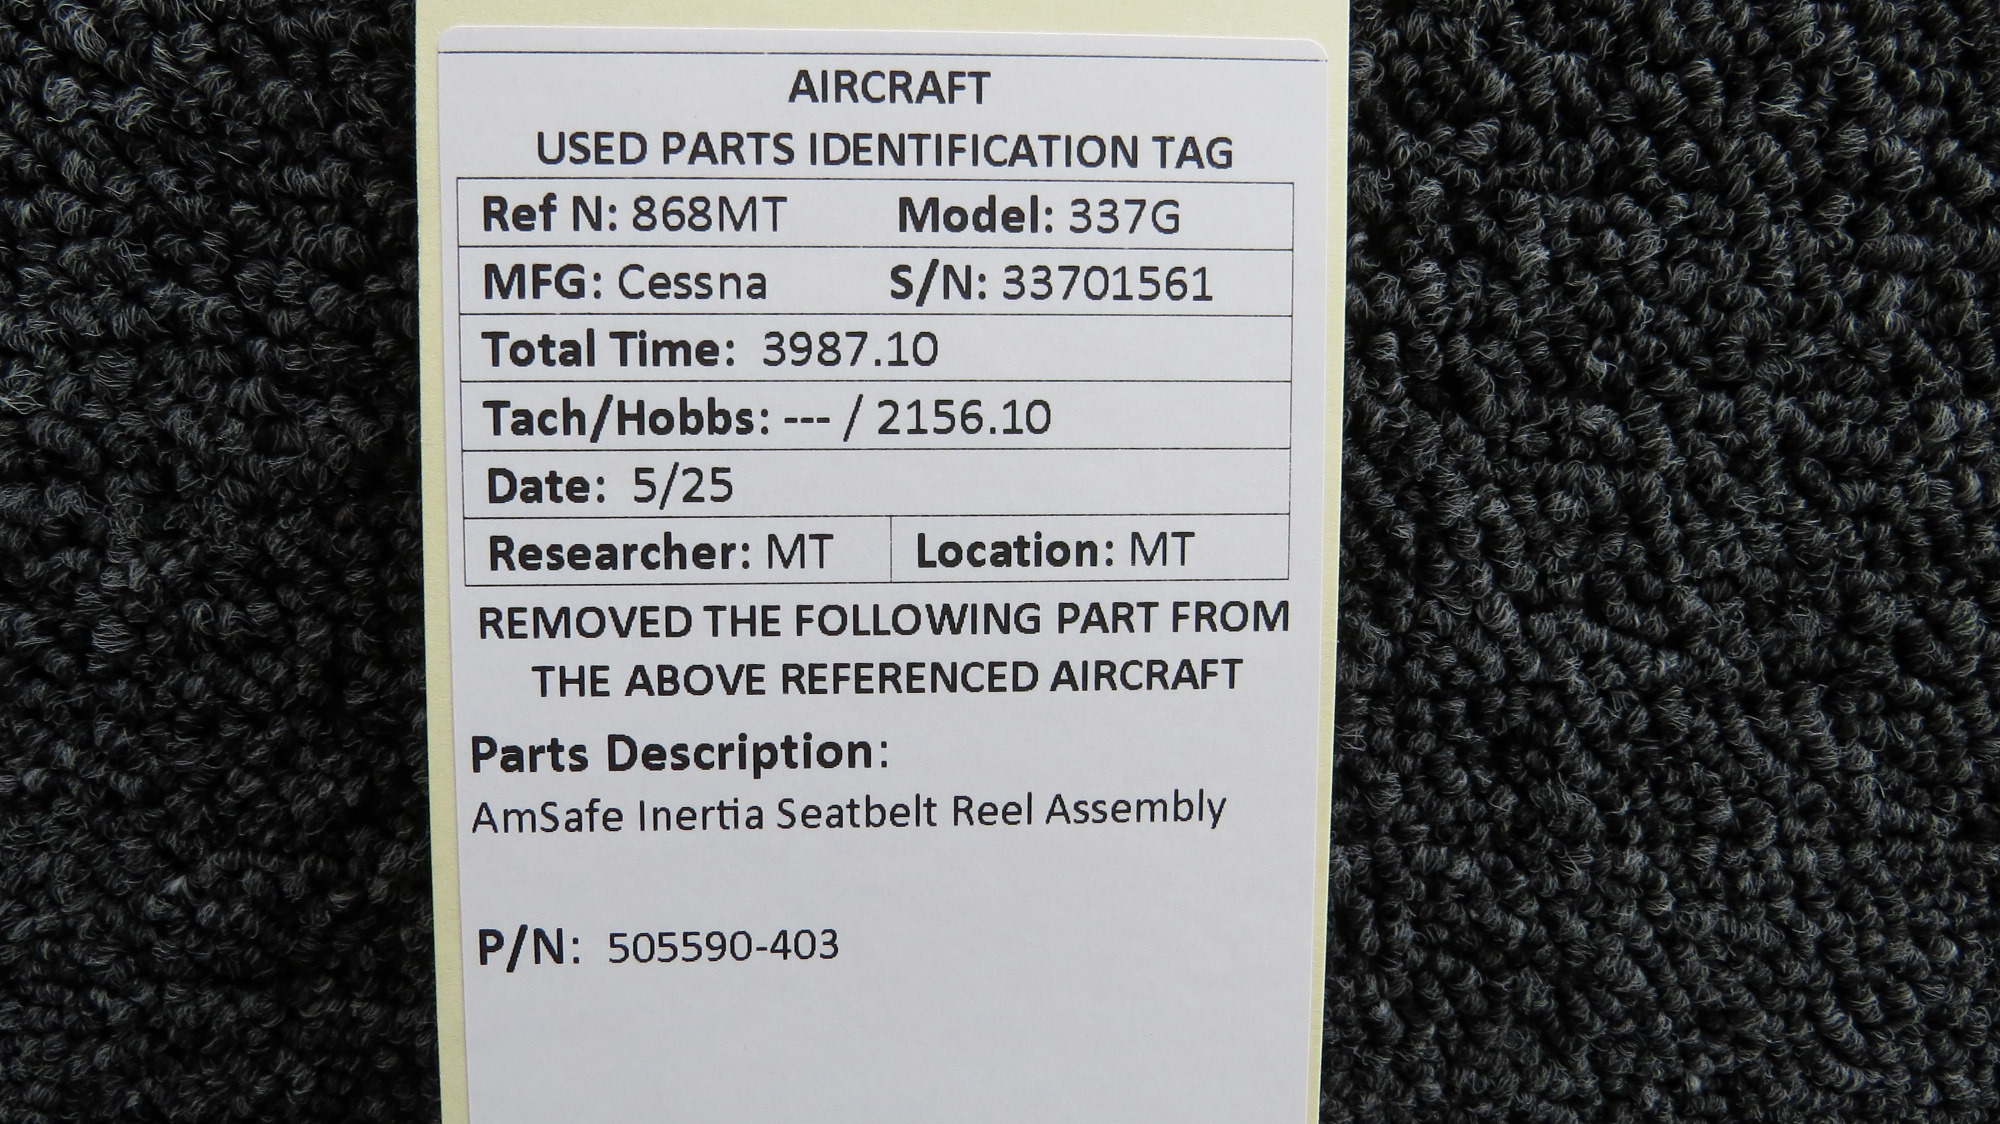 AIRCRAFT
USED PARTS IDENTIFICATION TAG
Ref N: 868MT Model: 337G
MFG: Cessna S/N: 33701561
Total Time: 3987.10
Tach/Hobbs: --- / 2156.10
Date: 5/25
Researcher: MT Location: MT
REMOVED THE FOLLOWING PART FROM
THE ABOVE REFERENCED AIRCRAFT
Parts Description:
AmSafe Inertia Seatbelt Reel Assembly
P/N: 505590-403